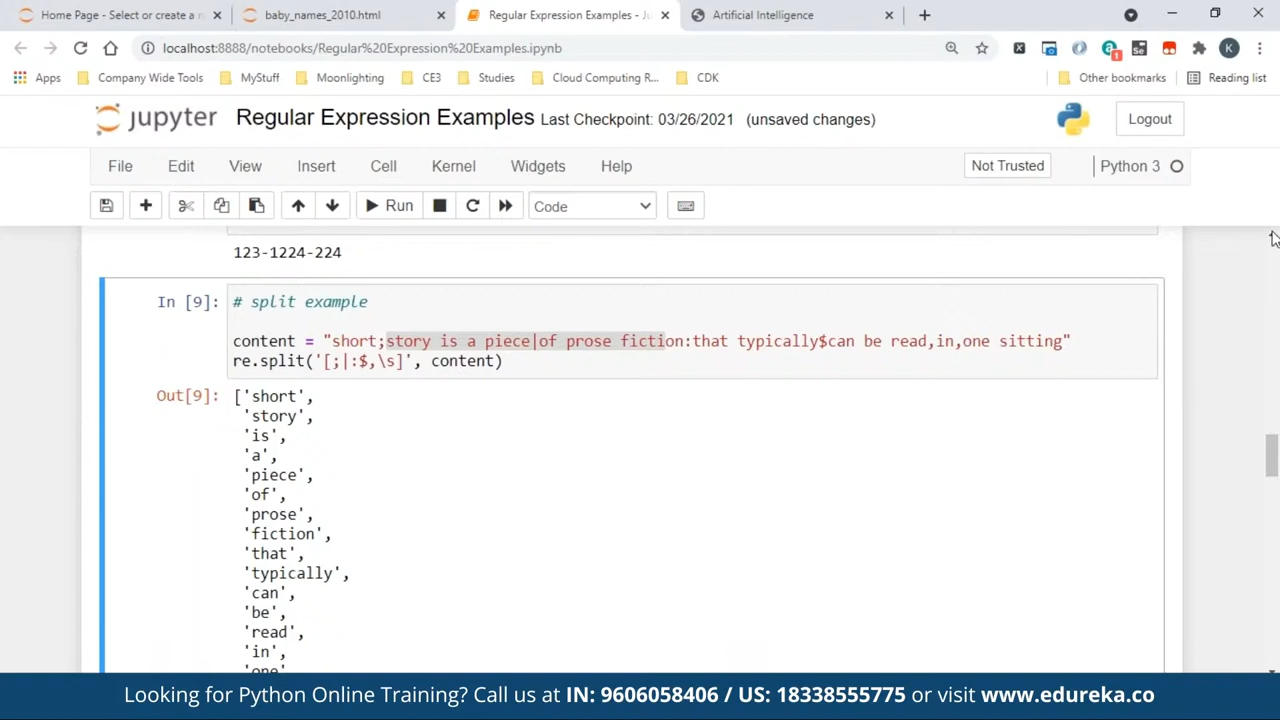 Home Page - Select or create a n
baby_names_2010.html
Regular Expression Examples - Ju
Artificial Intelligence
localhost:8888/notebooks/Regular%20Expression%20Examples.ipynb
1
K
Apps
Company Wide Tools
MyStuff
Moonlighting
CE3
Studies
Cloud Computing R...
CDK
Other bookmarks
Reading list
jupyter
Regular Expression Examples Last Checkpoint: 03/26/2021 (unsaved changes)
Logout
File Edit View Insert Cell Kernel Widgets Help
Not Trusted
Python 3
Run
Code
123-1224-224
In [9]:
# split example
content = "short;story is a piece|of prose fiction:that typically$can be read,in,one sitting"
re.split('[;|:$,\s]', content)
Out[9]:
['short',
'story',
'is',
'a',
'piece',
'of',
'prose',
'fiction',
'that',
'typically',
'can',
'be',
'read',
'in',
'one'
Looking for Python Online Training? Call us at IN: 9606058406 / US: 18338555775 or visit www.edureka.co